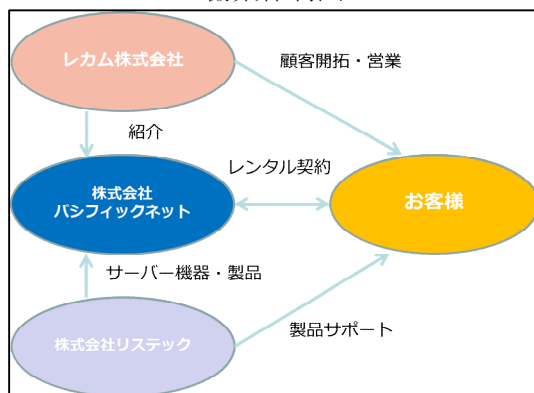 レカム株式会社
顧客開拓・営業
紹介
レンタル契約
株式会社
パシフィックネット
お客様
サーバー機器・製品
製品サポート
株式会社リステック